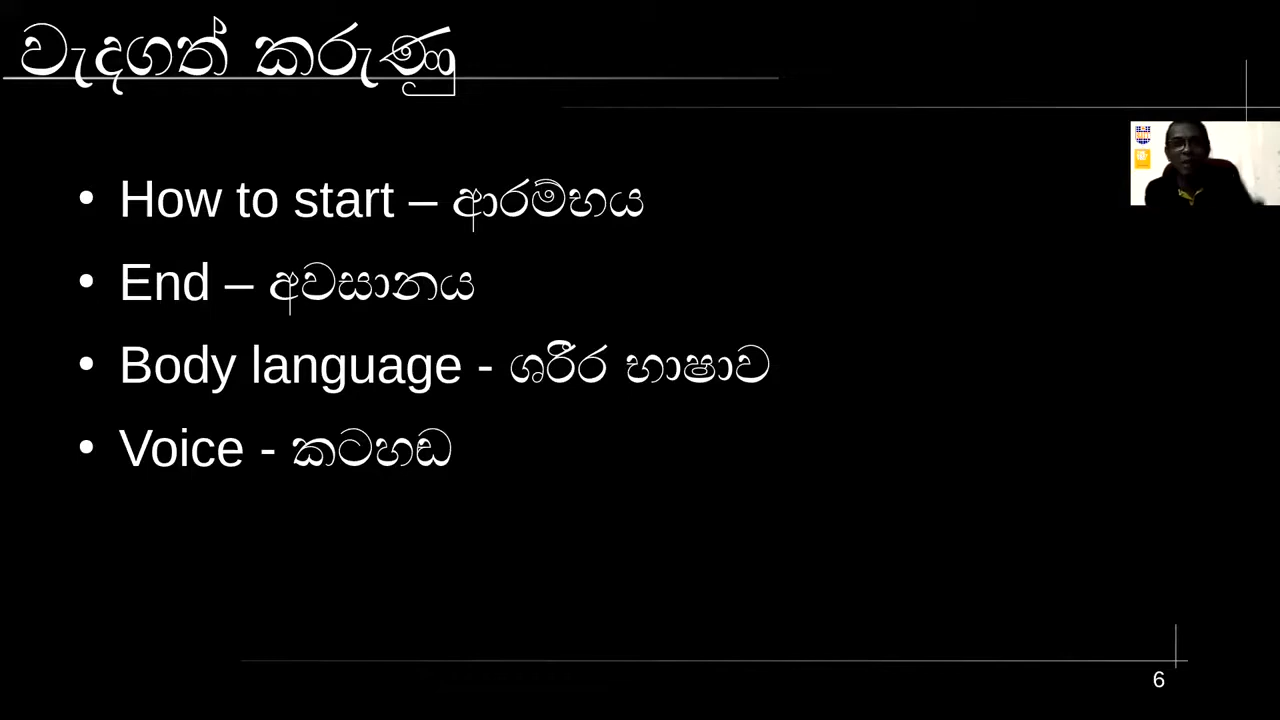 වැදගත් කරුණු
• How to start – ආරම්භය
• End – අවසානය
• Body language - ශරීර භාෂාව
• Voice - කටහඬ
6